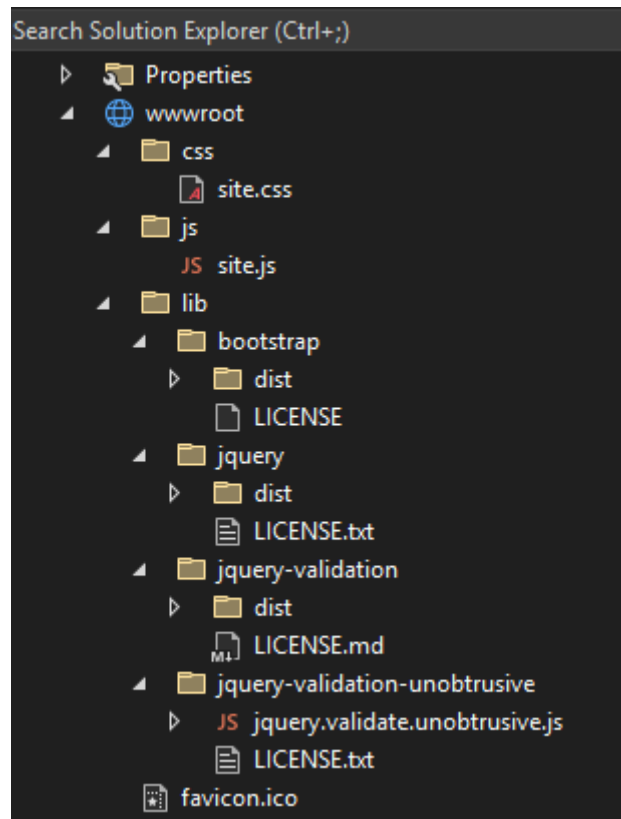 Search Solution Explorer (Ctrl+;)
Properties
wwwroot
css
site.css
js
JS site.js
lib
bootstrap
dist
LICENSE
jquery
dist
LICENSE.txt
jquery-validation
dist
M↓ LICENSE.md
jquery-validation-unobtrusive
JS jquery.validate.unobtrusive.js
LICENSE.txt
favicon.ico